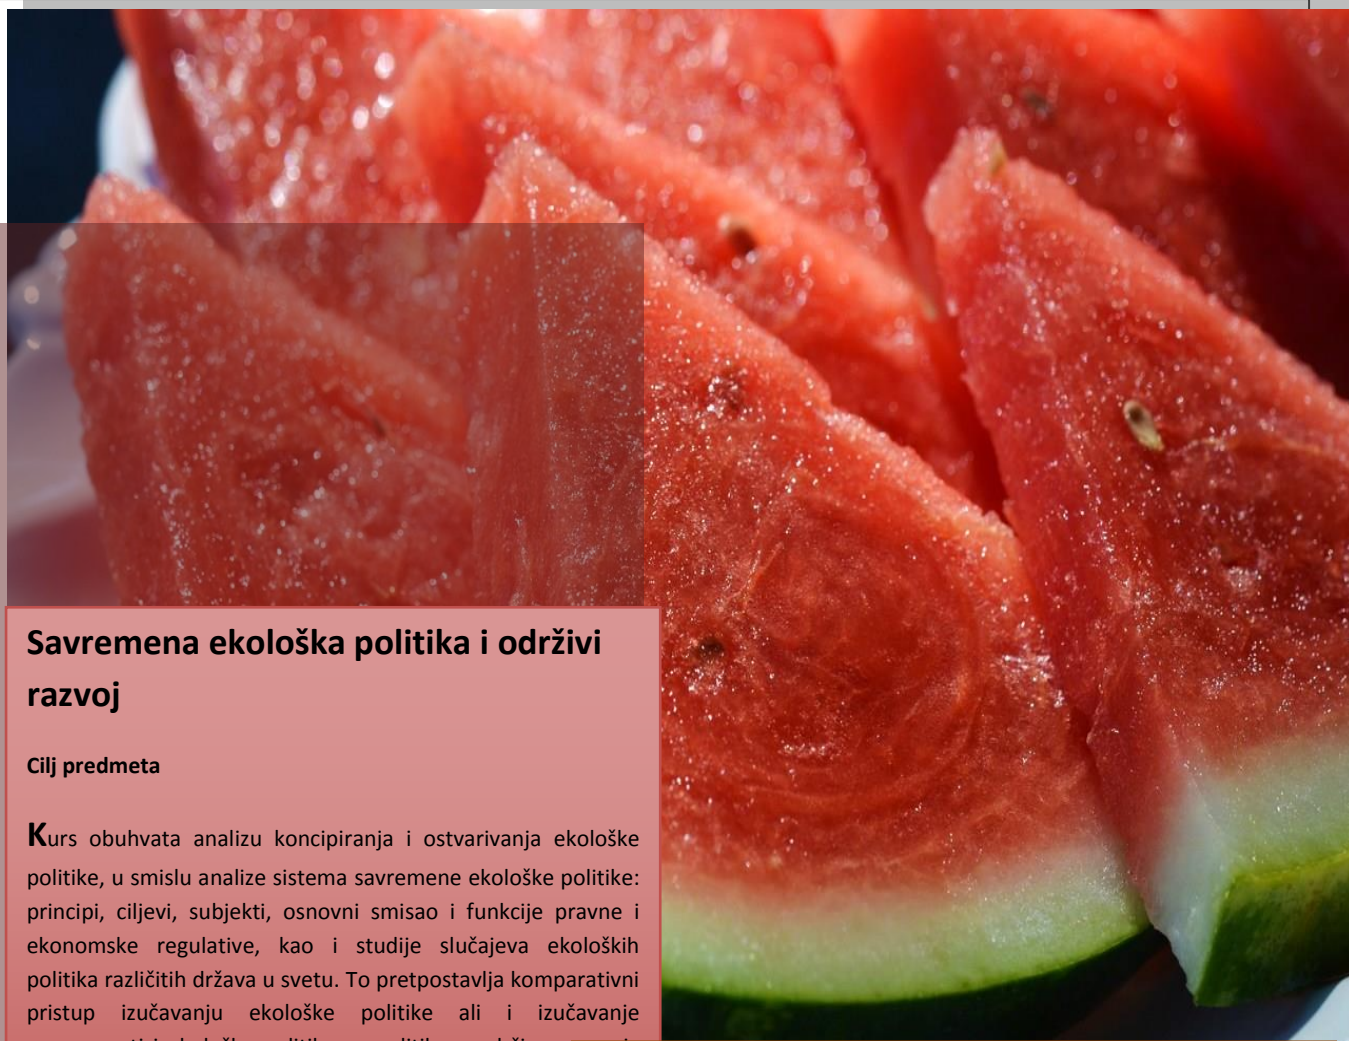 Savremena ekološka politika i održivi
razvoj
Cilj predmeta
Kurs obuhvata analizu koncipiranja i ostvarivanja ekološke
politike, u smislu analize sistema savremene ekološke politike:
principi, ciljevi, subjekti, osnovni smisao i funkcije pravne i
ekonomske regulative, kao i studije slučajeva ekoloških
politika različitih država u svetu. To pretpostavlja komparativni
pristup izučavanju ekološke politike ali i izučavanje